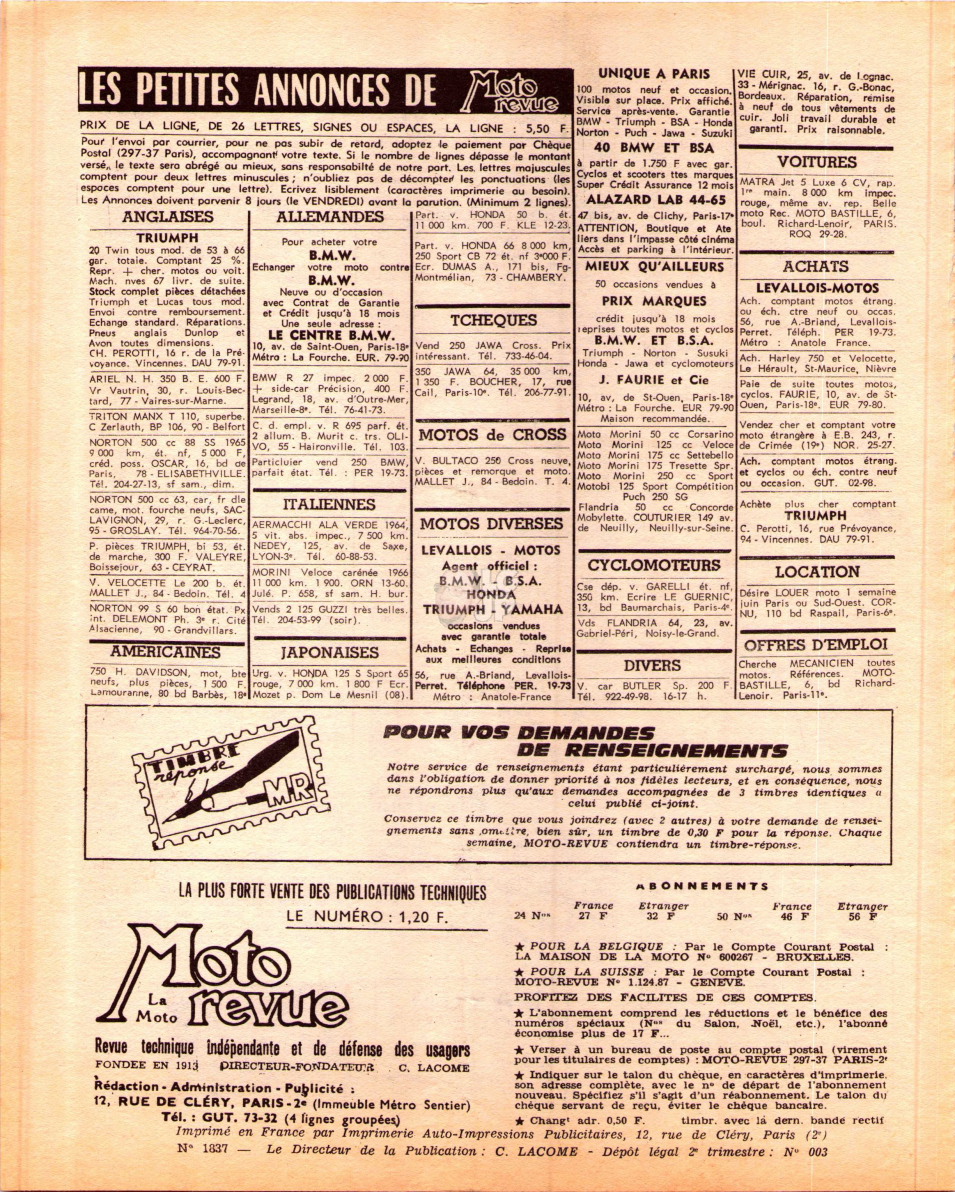 LES PETITES ANNONCES DE Moto revue
PRIX DE LA LIGNE, DE 26 LETTRES, SIGNES OU ESPACES, LA LIGNE : 5,50 F.
Pour l'envoi par courrier, pour ne pas subir de retard, adoptez le paiement par Chèque
Postal (297-37 Paris), accompagnant votre texte. Si le nombre de lignes dépasse le montant
versé, le texte sera abrégé au mieux, sans responsabilité de notre part. Les lettres majuscules
comptent pour deux lettres minuscules ; n'oubliez pas de décompter les ponctuations (les
espaces comptent pour une lettre). Ecrivez lisiblement (caractères imprimerie au besoin).
Les Annonces doivent parvenir 8 jours (le VENDREDI) avant la parution. (Minimum 2 lignes).
ANGLAISES
TRIUMPH
20 Twin tous mod. de 53 à 66
gar. totale. Comptant 25 %.
Repr. + cher. motos ou voit.
Mach. nves 67 livr. de suite.
Stock complet pièces détachées
Triumph et Lucas tous mod.
Envoi contre remboursement.
Echange standard. Réparations.
Pneus anglais Dunlop et
Avon toutes dimensions.
CH. PEROTTI, 16 r. de la Pré-
voyance. Vincennes. DAU 79-91.
ARIEL N. H. 350 B. E. 600 F.
Vr Vautrin, 30, r. Louis-Bec-
tard, 77 - Vaires-sur-Marne.
TRITON MANX T 110, superbe.
C Zerlauth, BP 106, 90 - Belfort
NORTON 500 cc 88 SS 1965
9 000 km, ét. nf, 5 000 F,
créd. poss. OSCAR, 16, bd de
Paris, 78 - ELISABETHVILLE.
Tél. 204-27-13, sf sam., dim.
NORTON 500 cc 63, car, fr dle
came, mot. fourche neufs, SAC-
LAVIGNON, 29, r. G.-Leclerc,
95 - GROSLAY. Tél. 964-70-56.
P. pièces TRIUMPH, bi 53, ét.
de marche, 300 F. VALEYRE,
Boissejour, 63 - CEYRAT.
V. VELOCETTE Le 200 b. ét.
MALLET J., 84 - Bedoin. Tél. 4
NORTON 99 S 60 bon état. Px
int. DELEMONT Ph. 3e r. Cité
Alsacienne, 90 - Grandvillars.
AMERICAINES
750 H. DAVIDSON, mot, bte
neufs, plus pièces, 1 500 F.
Lamouranne, 80 bd Barbès, 18e
ALLEMANDES
Pour acheter votre
B.M.W.
Echanger votre moto contre
B.M.W.
Neuve ou d'occasion
avec Contrat de Garantie
et Crédit jusqu'à 18 mois
Une seule adresse :
LE CENTRE B.M.W.
10, av. de Saint-Ouen, Paris-18e
Métro : La Fourche. EUR. 79-90
BMW R 27 impec. 2 000 F.
+ side-car Précision, 400 F.
Legrand, 18, av. d'Outre-Mer,
Marseille-8e. Tél. 76-41-73.
C. d. empl. v. R 695 parf. ét.
2 allum. B. Murit c. trs. OLI-
VO, 55 - Haironville. Tél. 103.
Particulier vend 250 BMW,
parfait état. Tél. : PER 19-73.
ITALIENNES
AERMACCHI ALA VERDE 1964,
5 vit. abs. impec., 7 500 km.
NEDEY, 125, av. de Saxe,
LYON-3e. Tél. 60-88-53.
MORINI Veloce carénée 1966
11 000 km. 1 900. ORN 13-60,
Julé. P. 658, sf sam. H. bur.
Vends 2 125 GUZZI très belles.
Tél. 204-53-99 (soir).
JAPONAISES
Urg. v. HONDA 125 S Sport 65
rouge, 7 000 km. 1 800 F Ecr.
Mozet p. Dom Le Mesnil (08).
Part. v. HONDA 50 b. ét.
11 000 km. 700 F. KLE 12-23.
Part. v. HONDA 66 8 000 km,
250 Sport CB 72 ét. nf 3 000 F.
Ecr. DUMAS A., 171 bis, Fg-
Montmélian, 73 - CHAMBERY.
TCHEQUES
Vend 250 JAWA Cross. Prix
intéressant. Tél. 733-46-04.
350 JAWA 64, 35 000 km,
1 350 F. BOUCHER, 17, rue
Cail, Paris-10e. Tél. 206-77-91.
MOTOS de CROSS
V. BULTACO 250 Cross neuve,
pièces et remorque et moto.
MALLET J., 84 - Bedoin. T. 4.
MOTOS DIVERSES
LEVALLOIS - MOTOS
Agent officiel :
B.M.W. - B.S.A.
HONDA
TRIUMPH - YAMAHA
occasions vendues
avec garantie totale
Achats - Echanges - Reprise
aux meilleures conditions
56, rue A.-Briand, Levallois-
Perret. Téléphone PER. 19-73
Métro : Anatole-France
UNIQUE A PARIS
100 motos neuf et occasion.
Visible sur place. Prix affiché.
Service après-vente. Garantie
BMW - Triumph - BSA - Honda
Norton - Puch - Jawa - Suzuki
40 BMW ET BSA
à partir de 1.750 F avec gar.
Cyclos et scooters ttes marques
Super Crédit Assurance 12 mois
ALAZARD LAB 44-65
47 bis, av. de Clichy, Paris-17e
ATTENTION, Boutique et Ate
liers dans l'impasse côté cinéma
Accès et parking à l'intérieur.
MIEUX QU'AILLEURS
50 occasions vendues à
PRIX MARQUES
crédit jusqu'à 18 mois
reprises toutes motos et cyclos
B.M.W. ET B.S.A.
Triumph - Norton - Susuki
Honda - Jawa et cyclomoteurs
J. FAURIE et Cie
10, av, de St-Ouen, Paris-18e
Métro : La Fourche. EUR 79-90
Maison recommandée.
Moto Morini 50 cc Corsarino
Moto Morini 125 cc Veloce
Moto Morini 175 cc Settebello
Moto Morini 175 Tresette Spr.
Moto Morini 250 cc Sport
Motobi 125 Sport Compétition
Puch 250 SG
Flandria 50 cc Concorde
Mobylette. COUTURIER 149 av.
de Neuilly, Neuilly-sur-Seine.
CYCLOMOTEURS
Cse dép. v. GARELLI ét. nf,
350 km. Ecrire LE GUERNIC,
13, bd Baumarchais, Paris-4e.
Vds FLANDRIA 64, 23, av.
Gabriel-Péri, Noisy-le-Grand.
DIVERS
V. car BUTLER Sp. 200 F.
Tél. 922-49-98. 16-17 h.
VIE CUIR, 25, av. de Lognac.
33 - Mérignac. 16, r. G.-Bonac,
Bordeaux. Réparation, remise
à neuf de tous vêtements de
cuir. Joli travail durable et
garanti. Prix raisonnable.
VOITURES
MATRA Jet 5 Luxe 6 CV, rap.
1re main. 8 000 km impec.
rouge, même av. rep. Belle
moto Rec. MOTO BASTILLE, 6,
boul. Richard-Lenoir, PARIS.
ROQ 29-28.
ACHATS
LEVALLOIS-MOTOS
Ach. comptant motos étrang.
ou éch. ctre neuf ou occas.
56, rue A.-Briand, Levallois-
Perret. Téléph. PER 19-73.
Métro : Anatole France.
Ach. Harley 750 et Velocette,
Le Hérault, St-Maurice, Nièvre
Paie de suite toutes motos,
cyclos. FAURIE, 10, av. de St-
Ouen, Paris-18e. EUR 79-80.
Vendez cher et comptant votre
moto étrangère à E.B. 243, r.
de Crimée (19e) NOR. 25-27.
Ach. comptant motos étrang.
et cyclos ou éch. contre neuf
ou occasion. GUT. 02-98.
Achète plus cher comptant
TRIUMPH
C. Perotti, 16, rue Prévoyance,
94 - Vincennes. DAU 79-91.
LOCATION
Désire LOUER moto 1 semaine
juin Paris ou Sud-Ouest. COR-
NU, 110 bd Raspail, Paris-6e.
OFFRES D'EMPLOI
Cherche MECANICIEN toutes
motos. Références. MOTO-
BASTILLE, 6, bd Richard-
Lenoir. Paris-11e.
TIMBRE
réponse
M.R
POUR VOS DEMANDES
DE RENSEIGNEMENTS
Notre service de renseignements étant particulièrement surchargé, nous sommes
dans l'obligation de donner priorité à nos fidèles lecteurs, et en conséquence, nous
ne répondrons plus qu'aux demandes accompagnées de 3 timbres identiques a
celui publié ci-joint.
Conservez ce timbre que vous joindrez (avec 2 autres) à votre demande de rensei-
gnements sans omettre, bien sûr, un timbre de 0,30 F pour la réponse. Chaque
semaine, MOTO-REVUE contiendra un timbre-réponse.
LA PLUS FORTE VENTE DES PUBLICATIONS TECHNIQUES
LE NUMÉRO : 1,20 F.
Moto revue
La Moto
Revue technique indépendante et de défense des usagers
FONDEE EN 1913 DIRECTEUR-FONDATEUR : C. LACOME
Rédaction - Administration - Publicité :
12, RUE DE CLÉRY, PARIS-2e (Immeuble Métro Sentier)
Tél. : GUT. 73-32 (4 lignes groupées)
ABONNEMENTS
France Etranger France Etranger
24 Nos 27 F 32 F 50 Nos 46 F 56 F
★ POUR LA BELGIQUE : Par le Compte Courant Postal :
LA MAISON DE LA MOTO No 600267 - BRUXELLES.
★ POUR LA SUISSE : Par le Compte Courant Postal :
MOTO-REVUE No 1.124.87 - GENEVE.
PROFITEZ DES FACILITES DE CES COMPTES.
★ L'abonnement comprend les réductions et le bénéfice des
numéros spéciaux (Nos du Salon, Noël, etc.), l'abonné
économise plus de 17 F...
★ Verser à un bureau de poste au compte postal (virement
pour les titulaires de comptes) : MOTO-REVUE 297-37 PARIS-2e
★ Indiquer sur le talon du chèque, en caractères d'imprimerie.
son adresse complète, avec le no de départ de l'abonnement
nouveau. Spécifiez s'il s'agit d'un réabonnement. Le talon du
chèque servant de reçu, éviter le chèque bancaire.
★ Changt adr. 0,50 F. timbr. avec là dern. bande rectif
Imprimé en France par Imprimerie Auto-Impressions Publicitaires, 12, rue de Cléry, Paris (2e)
No 1837 — Le Directeur de la Publication : C. LACOME - Dépôt légal 2e trimestre : No 003